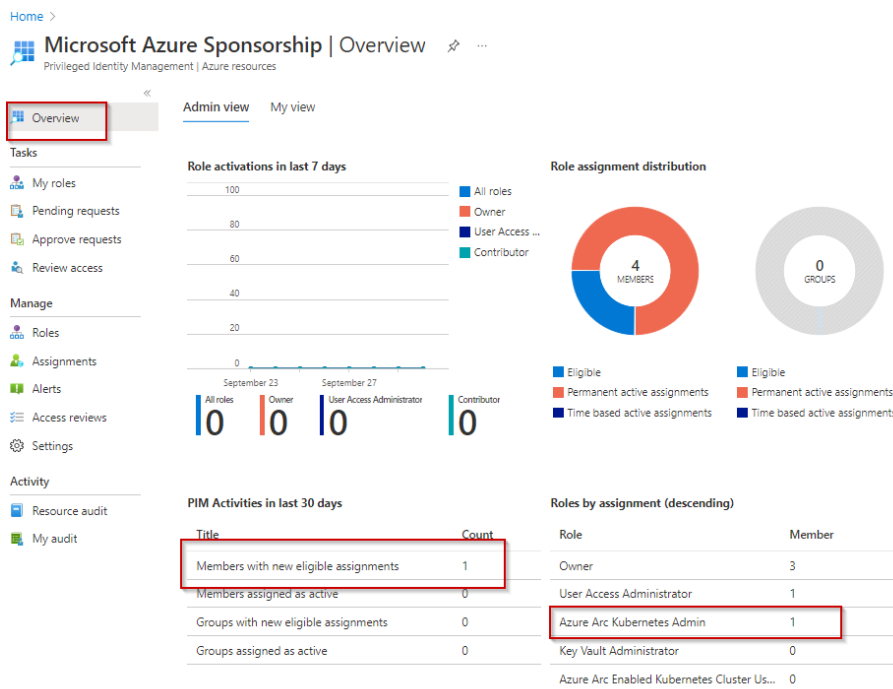 Home >
Microsoft Azure Sponsorship | Overview ...
Privileged Identity Management | Azure resources
«
Overview
Tasks
My roles
Pending requests
Approve requests
Review access
Manage
Roles
Assignments
Alerts
Access reviews
Settings
Activity
Resource audit
My audit
Admin view My view
Role activations in last 7 days
100
80
60
40
20
0
September 23 September 27
All roles
Owner
User Access ...
Contributor
All roles Owner User Access Administrator Contributor
0 0 0 0
Role assignment distribution
4
MEMBERS
0
GROUPS
Eligible
Permanent active assignments
Time based active assignments
Eligible
Permanent active assignments
Time based active assignments
PIM Activities in last 30 days
Title Count
Members with new eligible assignments 1
Members assigned as active 0
Groups with new eligible assignments 0
Groups assigned as active 0
Roles by assignment (descending)
Role Member
Owner 3
User Access Administrator 1
Azure Arc Kubernetes Admin 1
Key Vault Administrator 0
Azure Arc Enabled Kubernetes Cluster Us... 0